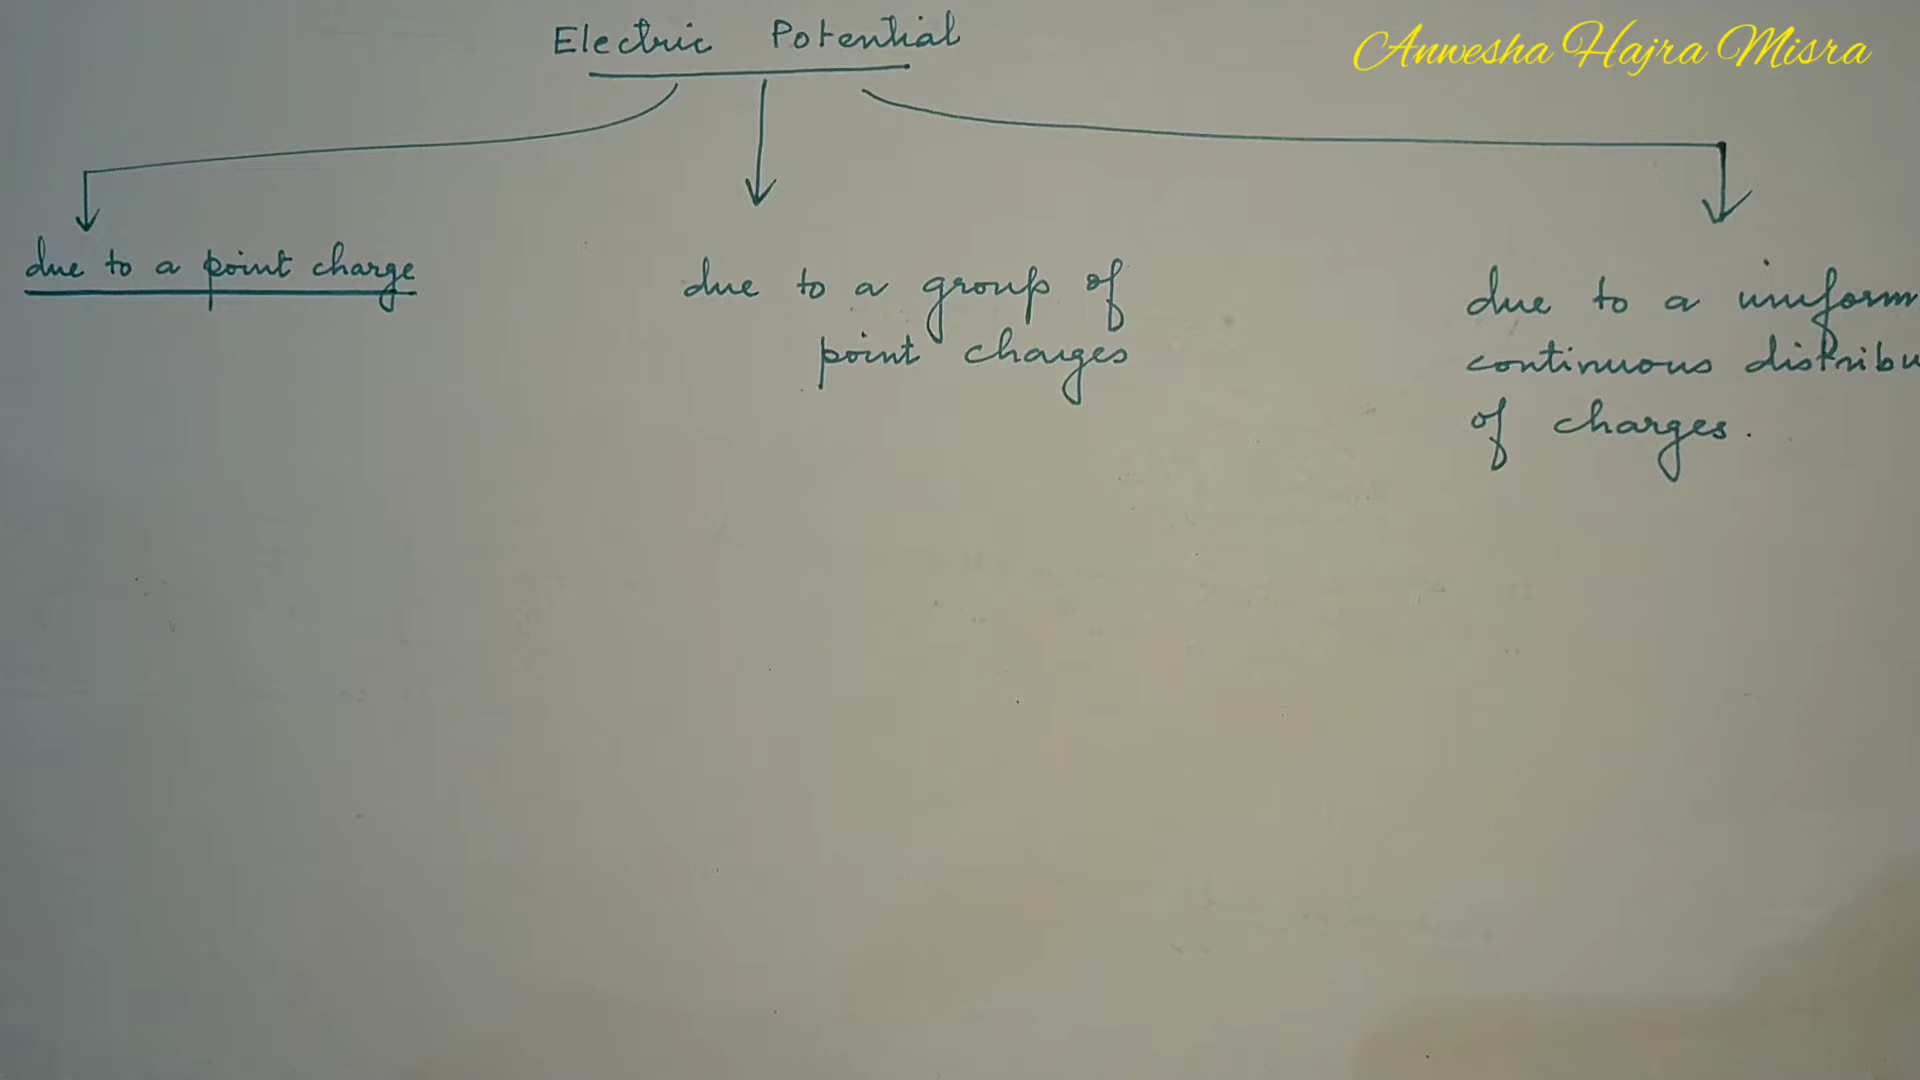 Electric Potential
Anwesha Hajra Misra
due to a point charge
due to a group of
point charges
due to a uniform
continuous distribu
of charges.